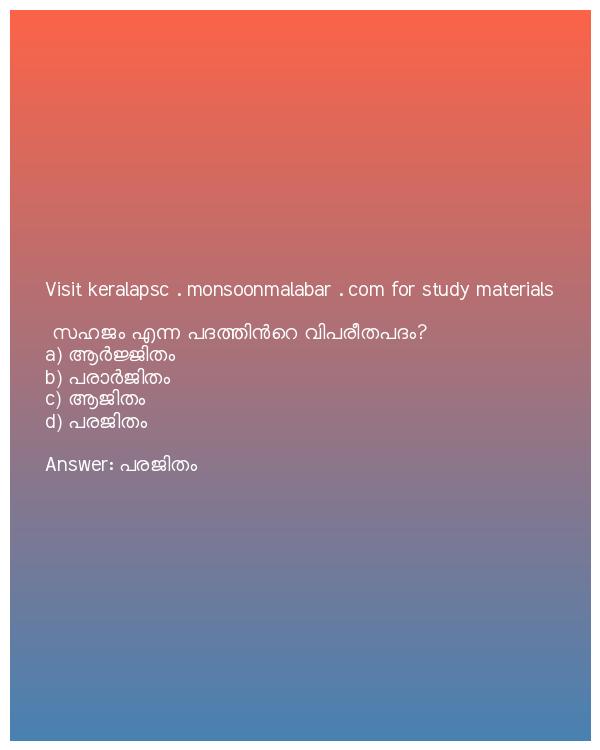 Visit keralapsc . monsoonmalabar . com for study materials
സഹജം എന്ന പദത്തിൻറെ വിപരീതപദം?
a) ആർജ്ജിതം
b) പരാർജിതം
c) ആജിതം
d) പരജിതം
Answer: പരജിതം